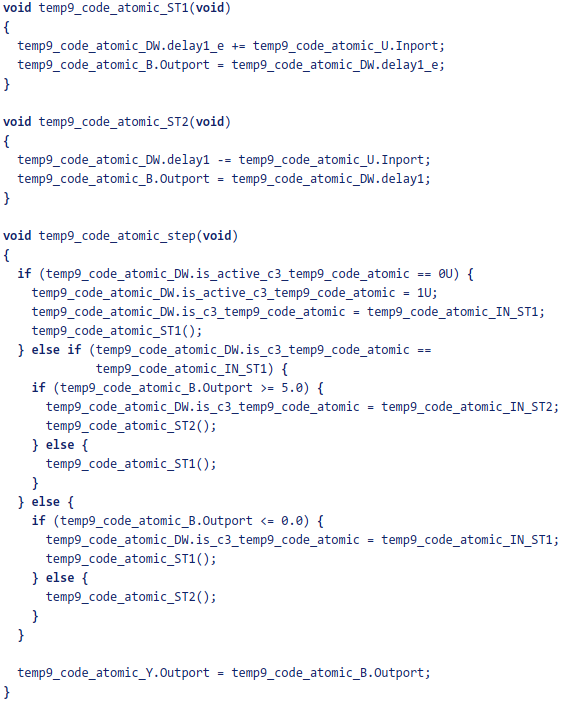 void temp9_code_atomic_ST1(void)
{
  temp9_code_atomic_DW.delay1_e += temp9_code_atomic_U.Inport;
  temp9_code_atomic_B.Outport = temp9_code_atomic_DW.delay1_e;
}

void temp9_code_atomic_ST2(void)
{
  temp9_code_atomic_DW.delay1 -= temp9_code_atomic_U.Inport;
  temp9_code_atomic_B.Outport = temp9_code_atomic_DW.delay1;
}

void temp9_code_atomic_step(void)
{
  if (temp9_code_atomic_DW.is_active_c3_temp9_code_atomic == 0U) {
    temp9_code_atomic_DW.is_active_c3_temp9_code_atomic = 1U;
    temp9_code_atomic_DW.is_c3_temp9_code_atomic = temp9_code_atomic_IN_ST1;
    temp9_code_atomic_ST1();
  } else if (temp9_code_atomic_DW.is_c3_temp9_code_atomic ==
             temp9_code_atomic_IN_ST1) {
    if (temp9_code_atomic_B.Outport >= 5.0) {
      temp9_code_atomic_DW.is_c3_temp9_code_atomic = temp9_code_atomic_IN_ST2;
      temp9_code_atomic_ST2();
    } else {
      temp9_code_atomic_ST1();
    }
  } else {
    if (temp9_code_atomic_B.Outport <= 0.0) {
      temp9_code_atomic_DW.is_c3_temp9_code_atomic = temp9_code_atomic_IN_ST1;
      temp9_code_atomic_ST1();
    } else {
      temp9_code_atomic_ST2();
    }
  }

  temp9_code_atomic_Y.Outport = temp9_code_atomic_B.Outport;
}